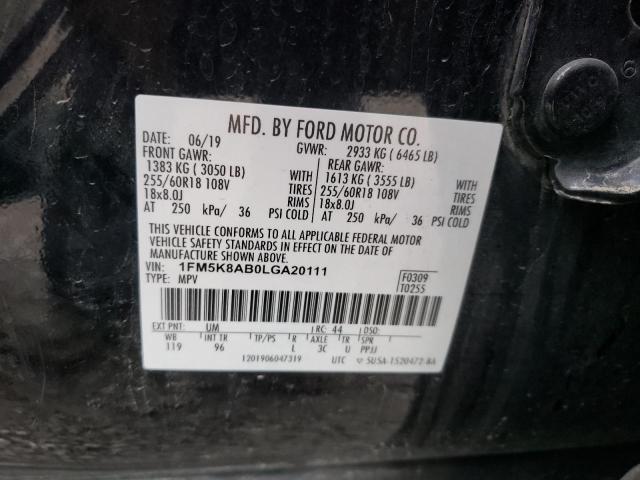 MFD. BY FORD MOTOR CO.
DATE: 06/19 GVWR: 2933 KG ( 6465 LB)
FRONT GAWR: REAR GAWR:
1383 KG ( 3050 LB) WITH 1613 KG ( 3555 LB) WITH
255/60R18 108V TIRES 255/60R18 108V TIRES
18x8.0J RIMS 18x8.0J RIMS
AT 250 kPa/ 36 PSI COLD AT 250 kPa/ 36 PSI COLD
THIS VEHICLE CONFORMS TO ALL APPLICABLE FEDERAL MOTOR
VEHICLE SAFETY STANDARDS IN EFFECT ON THE DATE OF
MANUFACTURE SHOWN ABOVE.
VIN: 1FM5K8AB0LGA20111
TYPE: MPV
F0309
T0255
EXT PNT: UM RC: 44 DSO:
WB INT TR TP/PS R AXLE TR SPR
119 96 L 3C U PPJJ
1201906047319 UTC 5U5A-1520472-BA